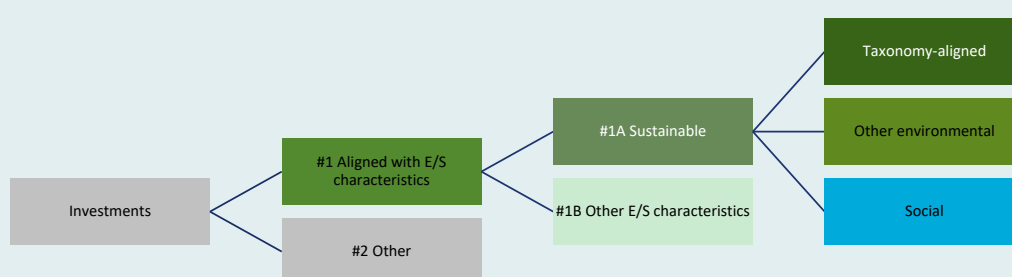 Investments
#1 Aligned with E/S
characteristics
#2 Other
#1A Sustainable
#1B Other E/S characteristics
Taxonomy-aligned
Other environmental
Social